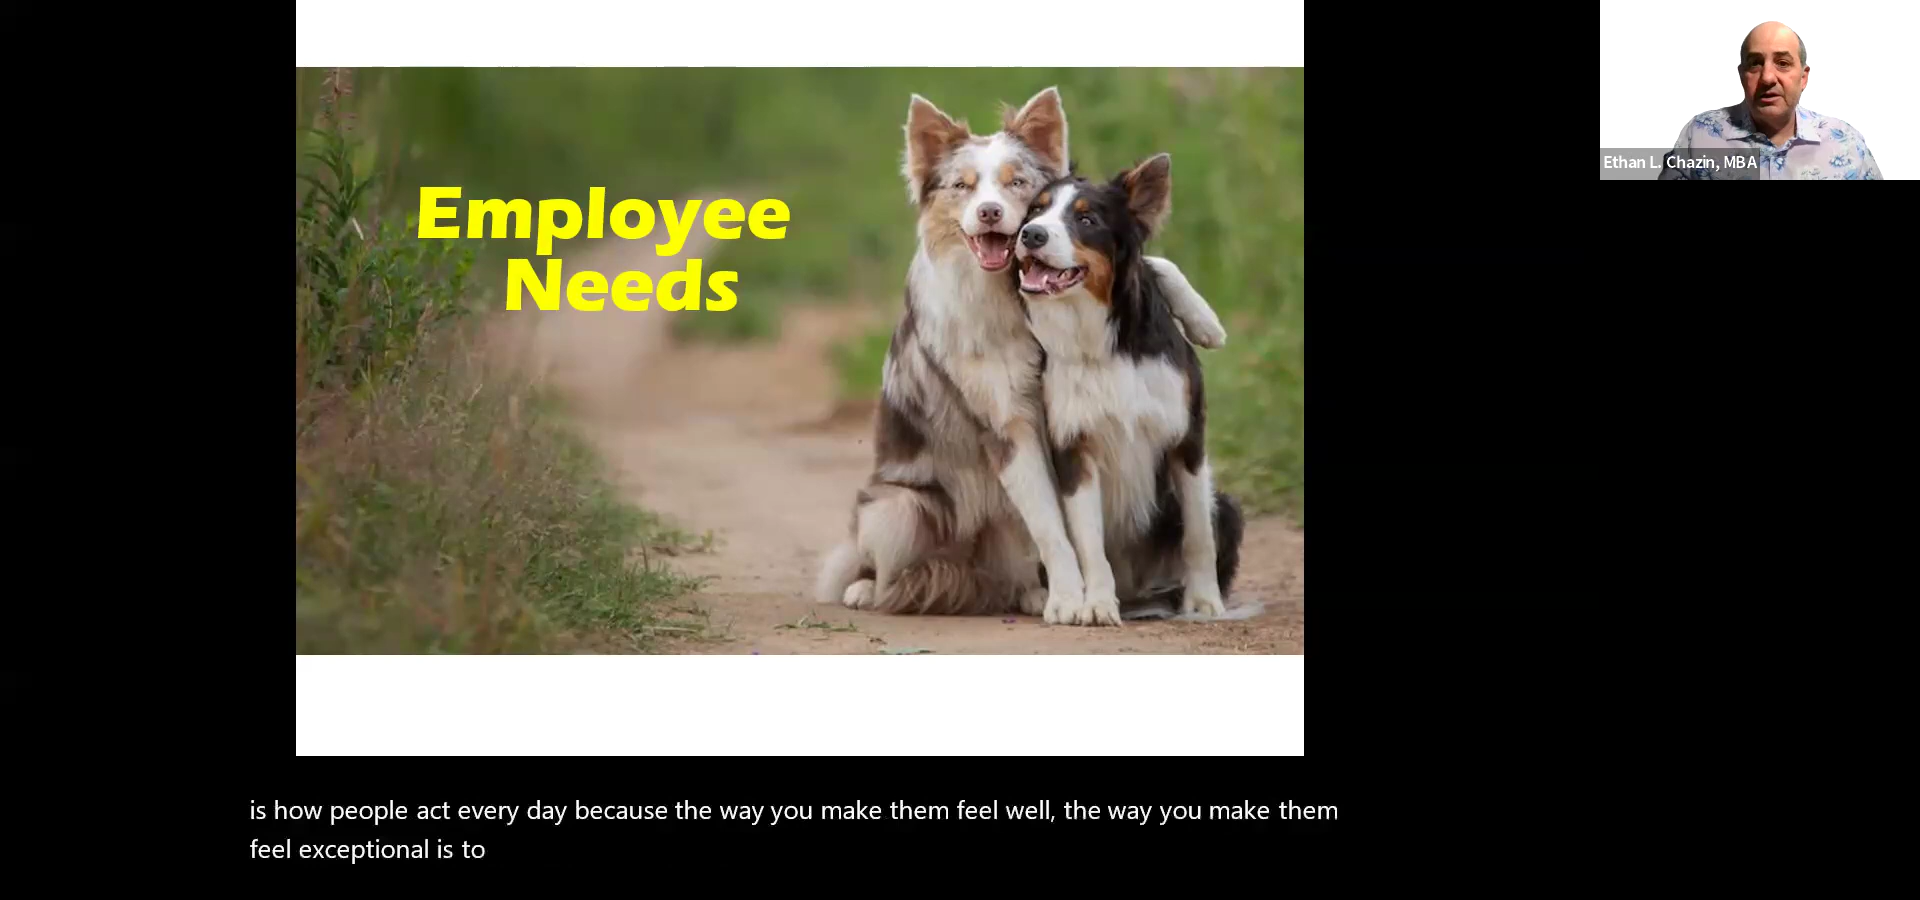 Employee
Needs
Ethan L. Chazin, MBA
is how people act every day because the way you make them feel well, the way you make them
feel exceptional is to